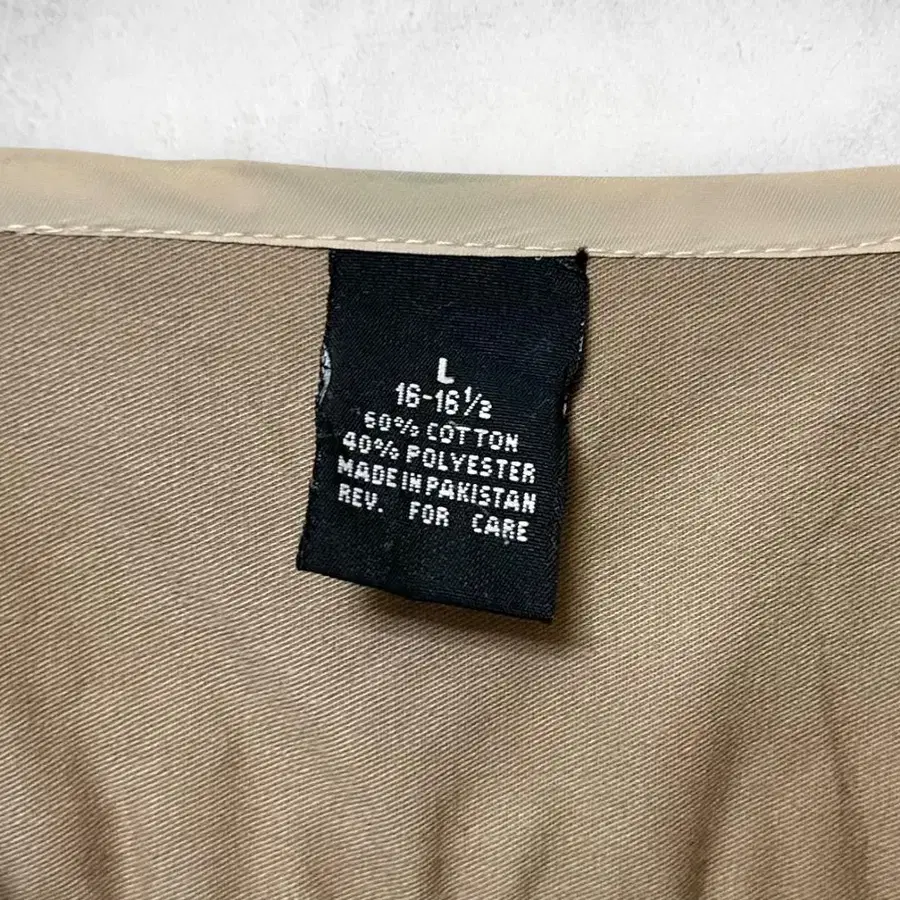 L
16-16½
60% COTTON
40% POLYESTER
MADE IN PAKISTAN
REV. FOR CARE